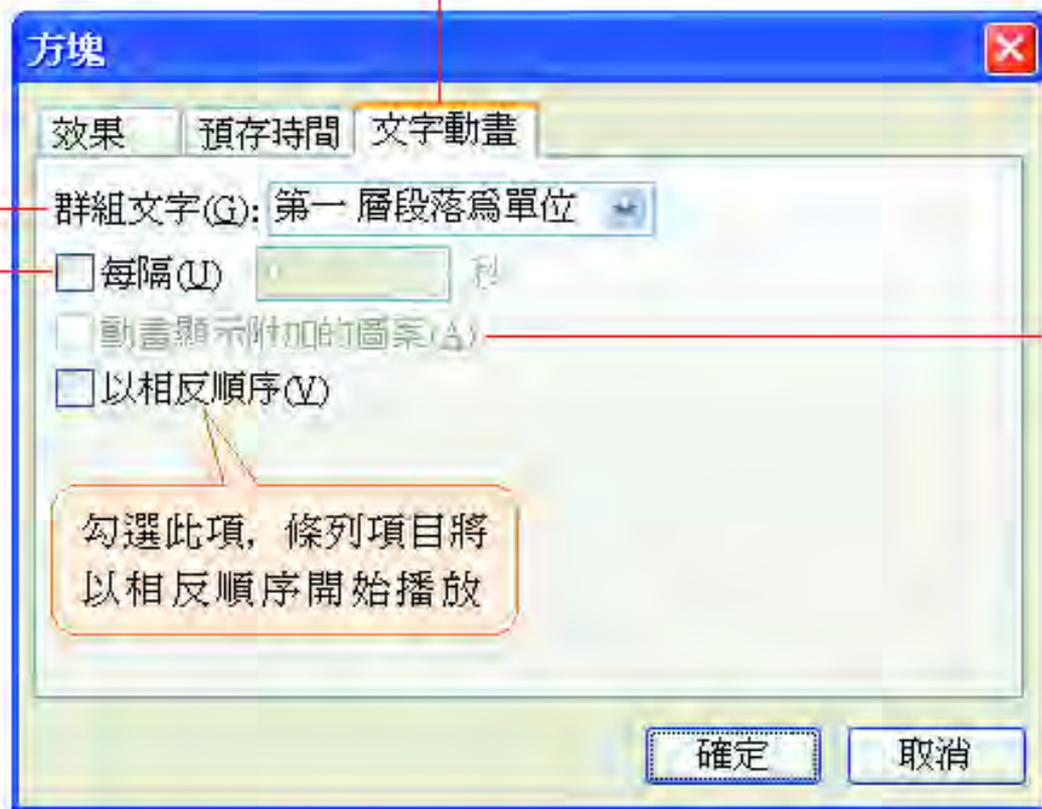 方塊
效果 預存時間 文字動畫
群組文字(G): 第一層段落為單位
每隔(U) 秒
動畫顯示附加的圖案(A)
以相反順序(V)
勾選此項, 條列項目將
以相反順序開始播放
確定 取消